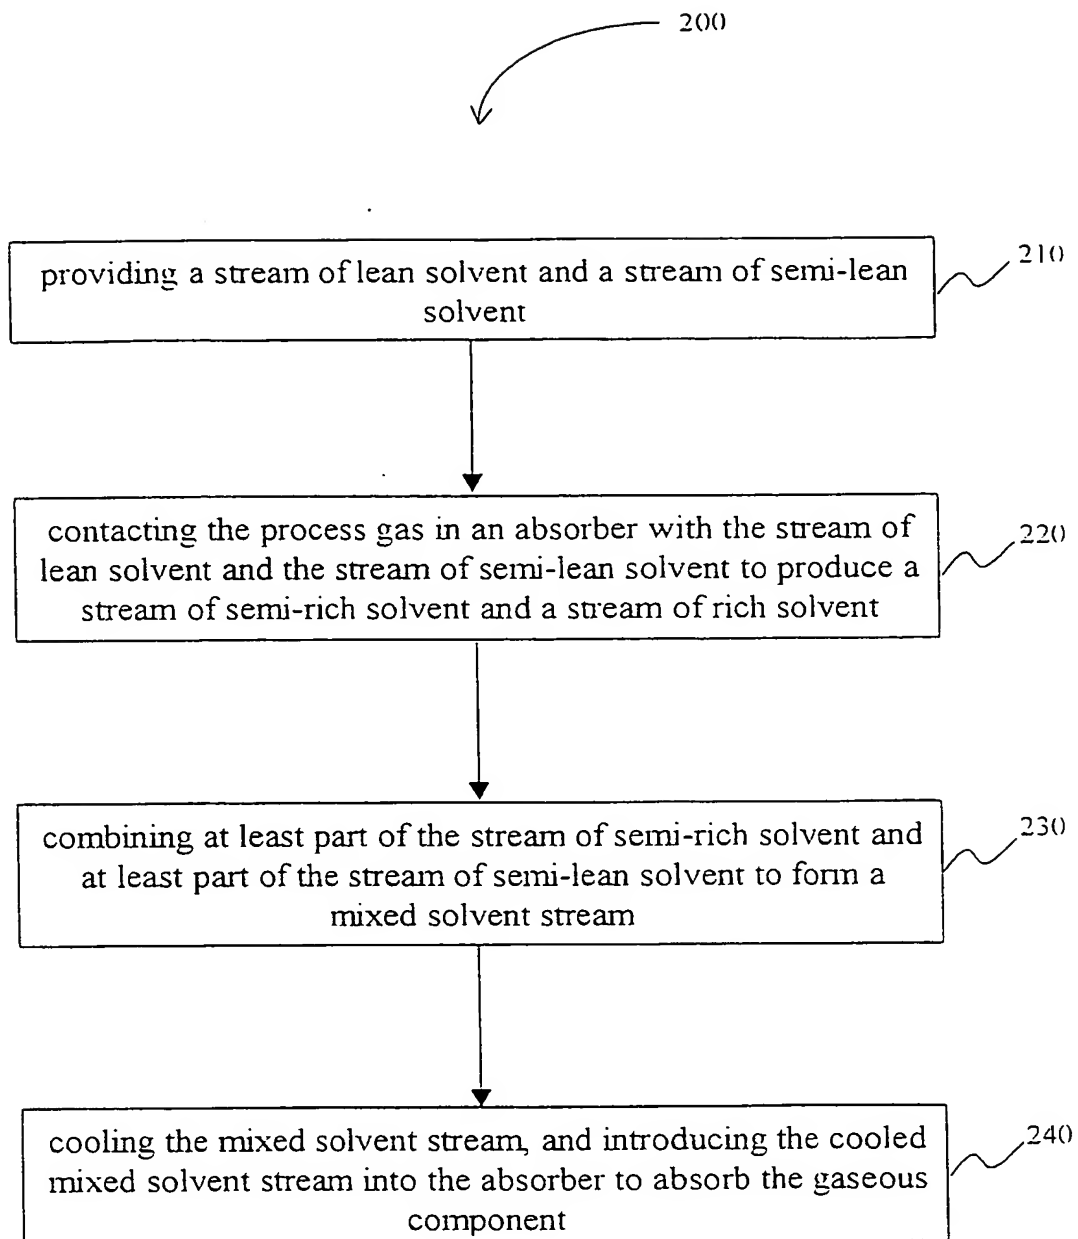 200
providing a stream of lean solvent and a stream of semi-lean
solvent
210
contacting the process gas in an absorber with the stream of
lean solvent and the stream of semi-lean solvent to produce a
stream of semi-rich solvent and a stream of rich solvent
220
combining at least part of the stream of semi-rich solvent and
at least part of the stream of semi-lean solvent to form a
mixed solvent stream
230
cooling the mixed solvent stream, and introducing the cooled
mixed solvent stream into the absorber to absorb the gaseous
component
240